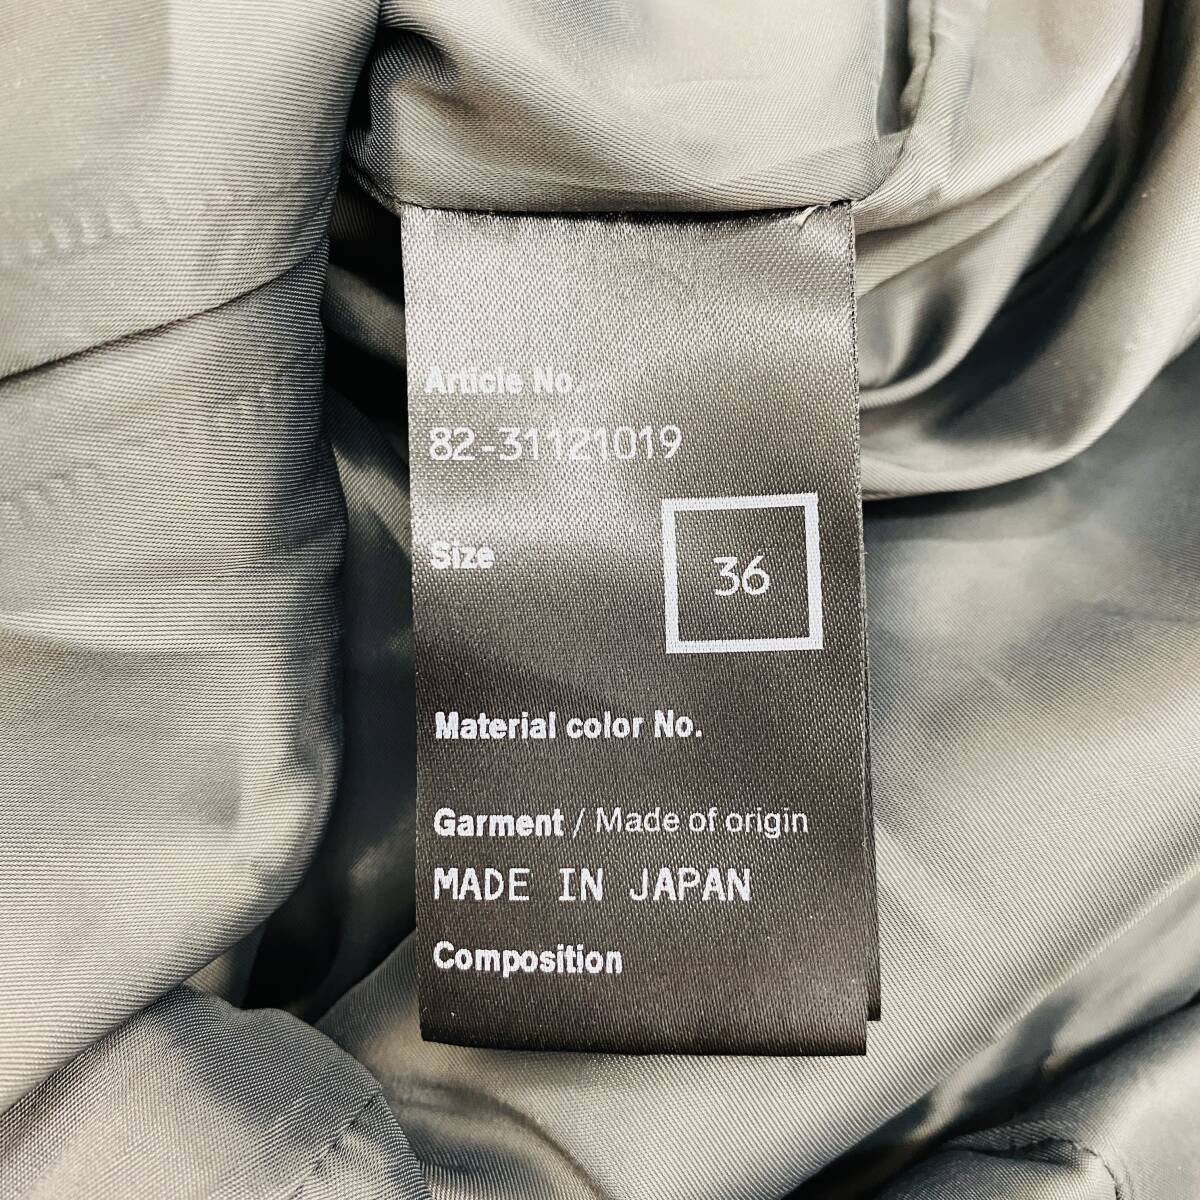 Article No.
82-31121019
Size
36
Material color No.
Garment / Made of origin
MADE IN JAPAN
Composition